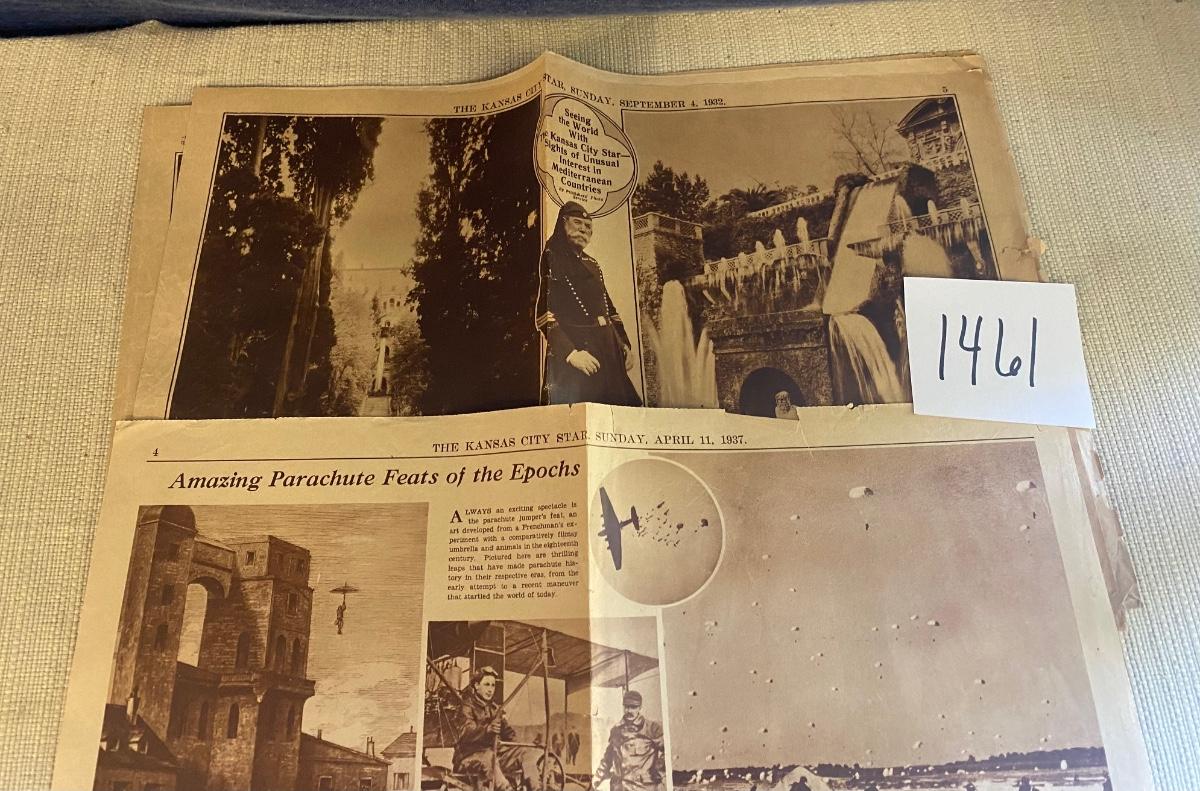 THE KANSAS CITY STAR, SUNDAY, SEPTEMBER 4, 1932.
5
Seeing
the World
With
The Kansas City Star—
Sights of Unusual
Interest in
Mediterranean
Countries
1461
4
THE KANSAS CITY STAR, SUNDAY, APRIL 11, 1937.
Amazing Parachute Feats of the Epochs
ALWAYS an exciting spectacle is
the parachute jumper's feat, an
art developed from a Frenchman's ex-
periment with a comparatively flimsy
umbrella and animals in the eighteenth
century. Pictured here are thrilling
leaps that have made parachute his-
tory in their respective eras, from the
early attempt to a recent maneuver
that startled the world of today.